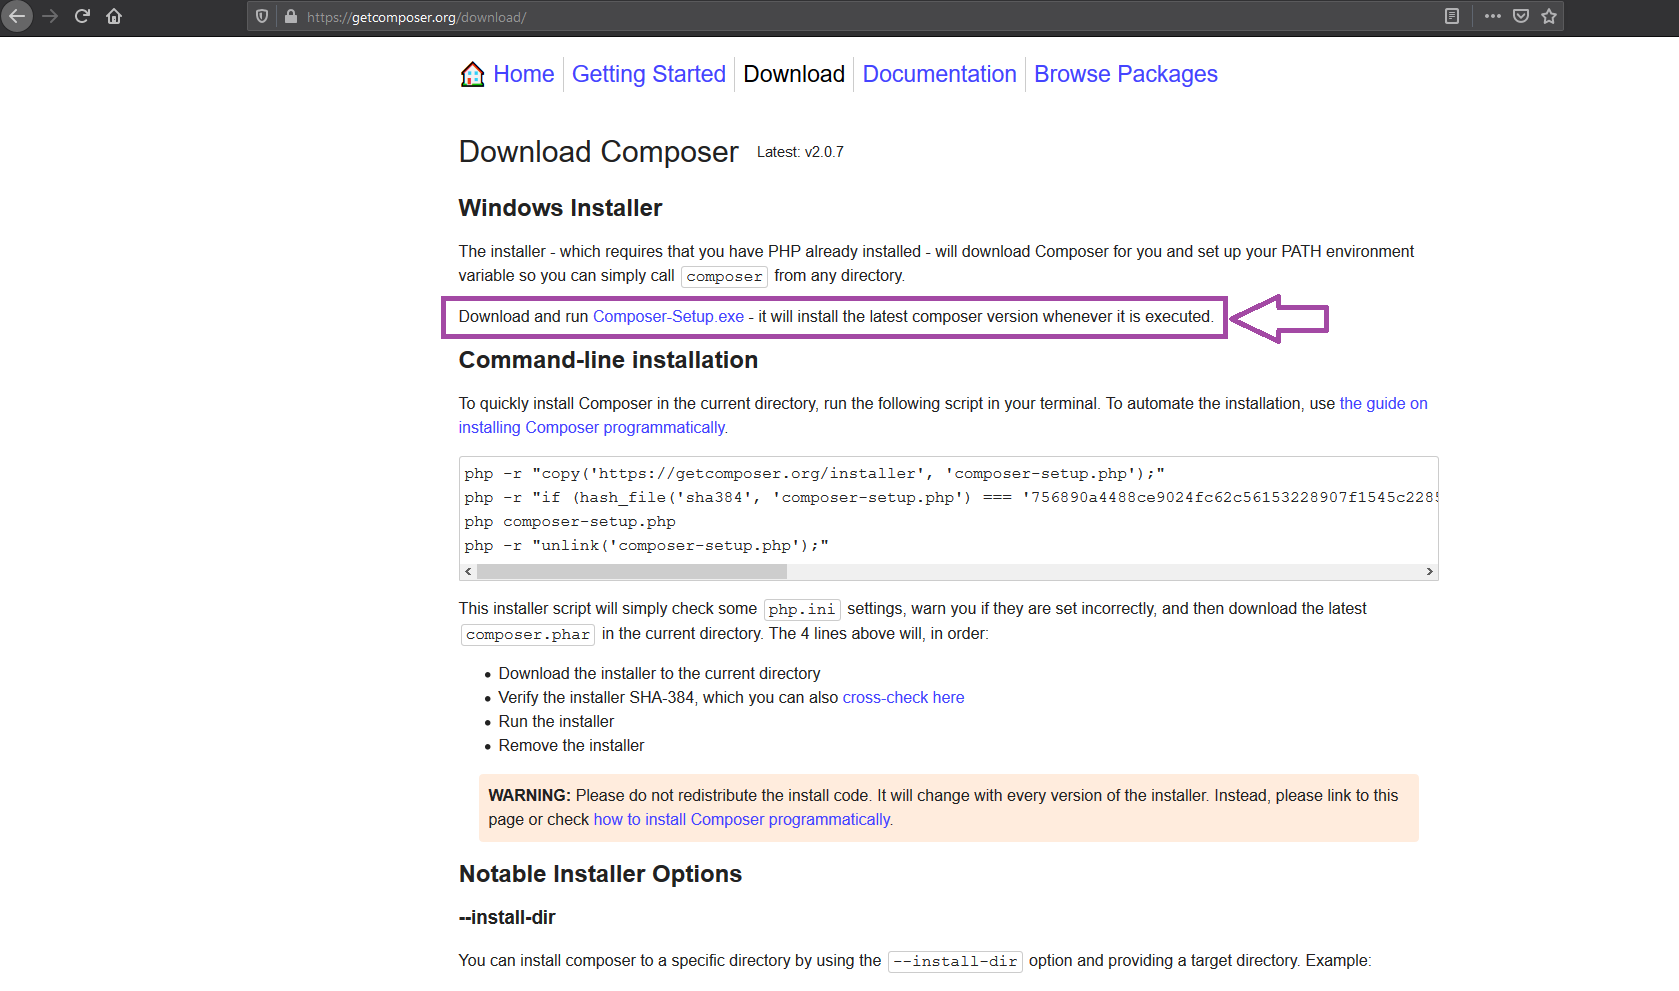 https://getcomposer.org/download/
Home Getting Started Download Documentation Browse Packages
Download Composer Latest: v2.0.7
Windows Installer
The installer - which requires that you have PHP already installed - will download Composer for you and set up your PATH environment
variable so you can simply call composer from any directory.
Download and run Composer-Setup.exe - it will install the latest composer version whenever it is executed.
Command-line installation
To quickly install Composer in the current directory, run the following script in your terminal. To automate the installation, use the guide on
installing Composer programmatically.
php -r "copy('https://getcomposer.org/installer', 'composer-setup.php');"
php -r "if (hash_file('sha384', 'composer-setup.php') === '756890a4488ce9024fc62c56153228907f1545c2285
php composer-setup.php
php -r "unlink('composer-setup.php');"
This installer script will simply check some php.ini settings, warn you if they are set incorrectly, and then download the latest
composer.phar in the current directory. The 4 lines above will, in order:
• Download the installer to the current directory
• Verify the installer SHA-384, which you can also cross-check here
• Run the installer
• Remove the installer
WARNING: Please do not redistribute the install code. It will change with every version of the installer. Instead, please link to this
page or check how to install Composer programmatically.
Notable Installer Options
--install-dir
You can install composer to a specific directory by using the --install-dir option and providing a target directory. Example: